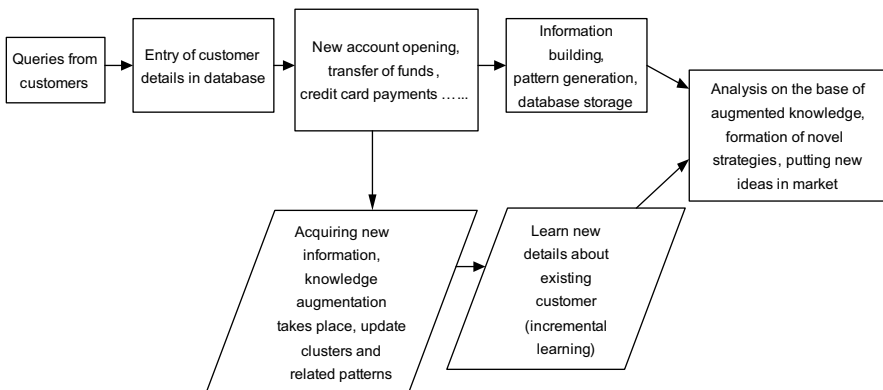 Queries from
customers
Entry of customer
details in database
New account opening,
transfer of funds,
credit card payments ......
Information
building,
pattern generation,
database storage
Analysis on the base of
augmented knowledge,
formation of novel
strategies, putting new
ideas in market
Acquiring new
information,
knowledge
augmentation
takes place, update
clusters and
related patterns
Learn new
details about
existing
customer
(incremental
learning)